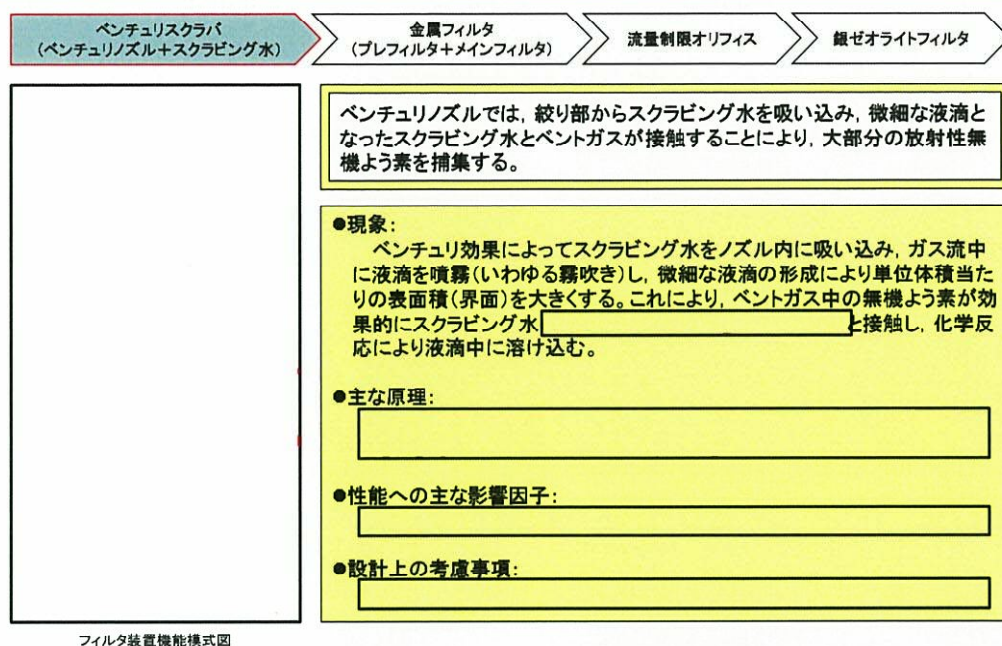 ベンチュリスクラバ
(ベンチュリノズル＋スクラビング水)
金属フィルタ
(プレフィルタ＋メインフィルタ)
流量制限オリフィス
銀ゼオライトフィルタ
ベンチュリノズルでは，絞り部からスクラビング水を吸い込み，微細な液滴と
なったスクラビング水とベントガスが接触することにより，大部分の放射性無
機よう素を捕集する。
●現象：
ベンチュリ効果によってスクラビング水をノズル内に吸い込み，ガス流中
に液滴を噴霧(いわゆる霧吹き)し，微細な液滴の形成により単位体積当た
りの表面積(界面)を大きくする。これにより，ベントガス中の無機よう素が効
果的にスクラビング水 と接触し，化学反
応により液滴中に溶け込む。
●主な原理：
●性能への主な影響因子：
●設計上の考慮事項：
フィルタ装置機能模式図